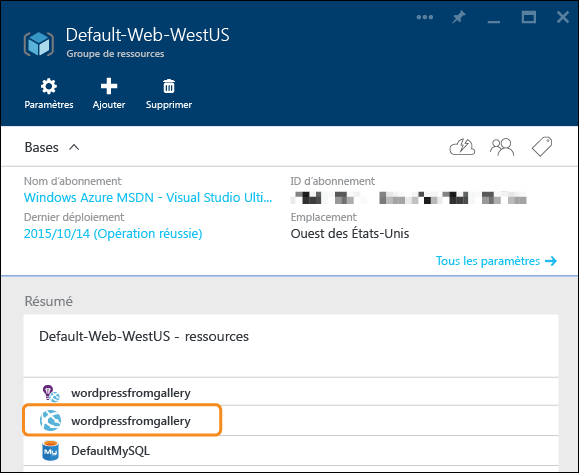 Default-Web-WestUS
Groupe de ressources
Paramètres Ajouter Supprimer
Bases
Nom d'abonnement ID d'abonnement
Windows Azure MSDN - Visual Studio Ulti...
Dernier déploiement Emplacement
2015/10/14 (Opération réussie) Ouest des États-Unis
Tous les paramètres
Résumé
Default-Web-WestUS - ressources
wordpressfromgallery
wordpressfromgallery
DefaultMySQL